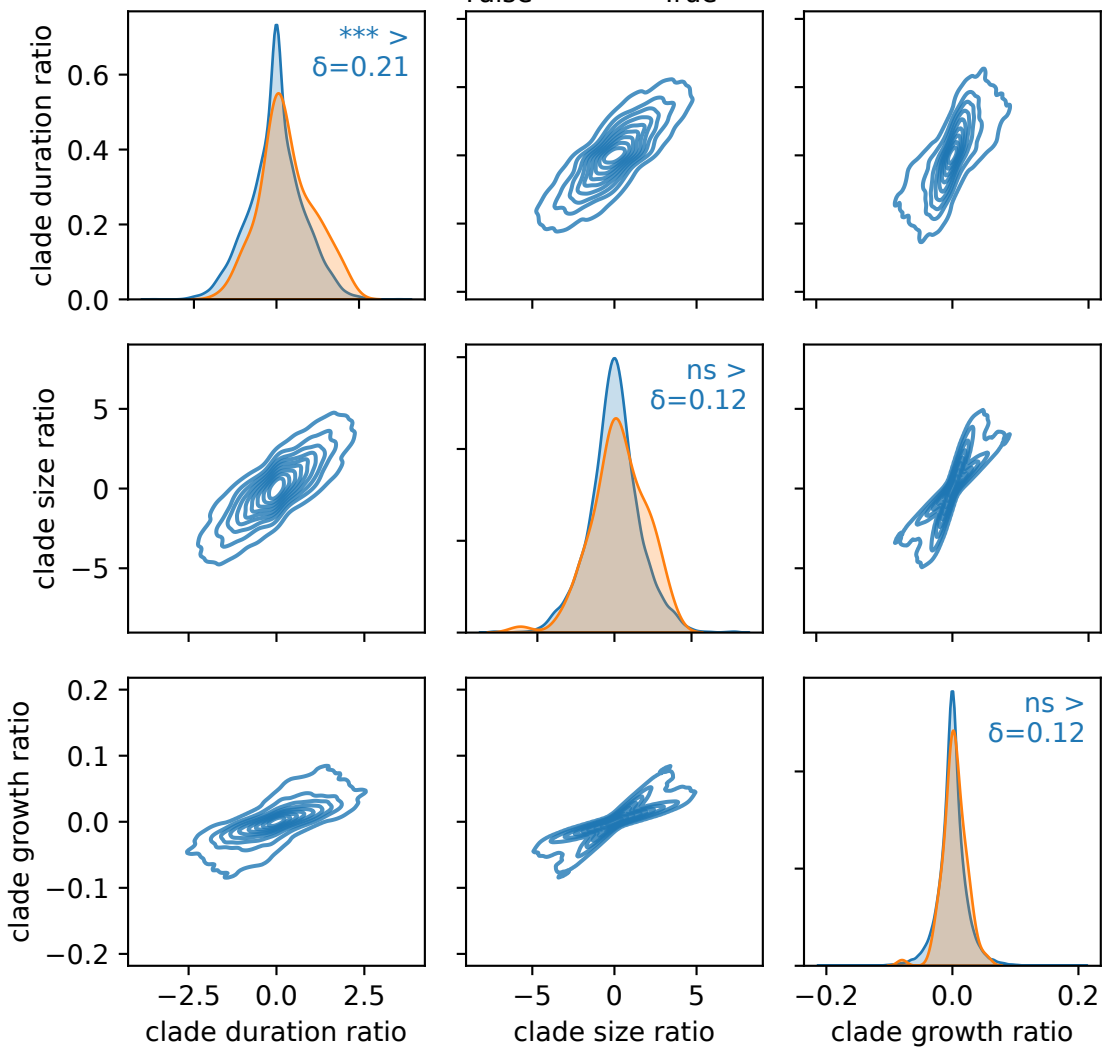 clade duration ratio
0.6
0.4
0.2
0.0
*** >
δ=0.21
clade size ratio
5
0
−5
ns >
δ=0.12
clade growth ratio
0.2
0.1
0.0
−0.1
−0.2
ns >
δ=0.12
−2.5 0.0 2.5
−5 0 5
−0.2 0.0 0.2
clade duration ratio
clade size ratio
clade growth ratio